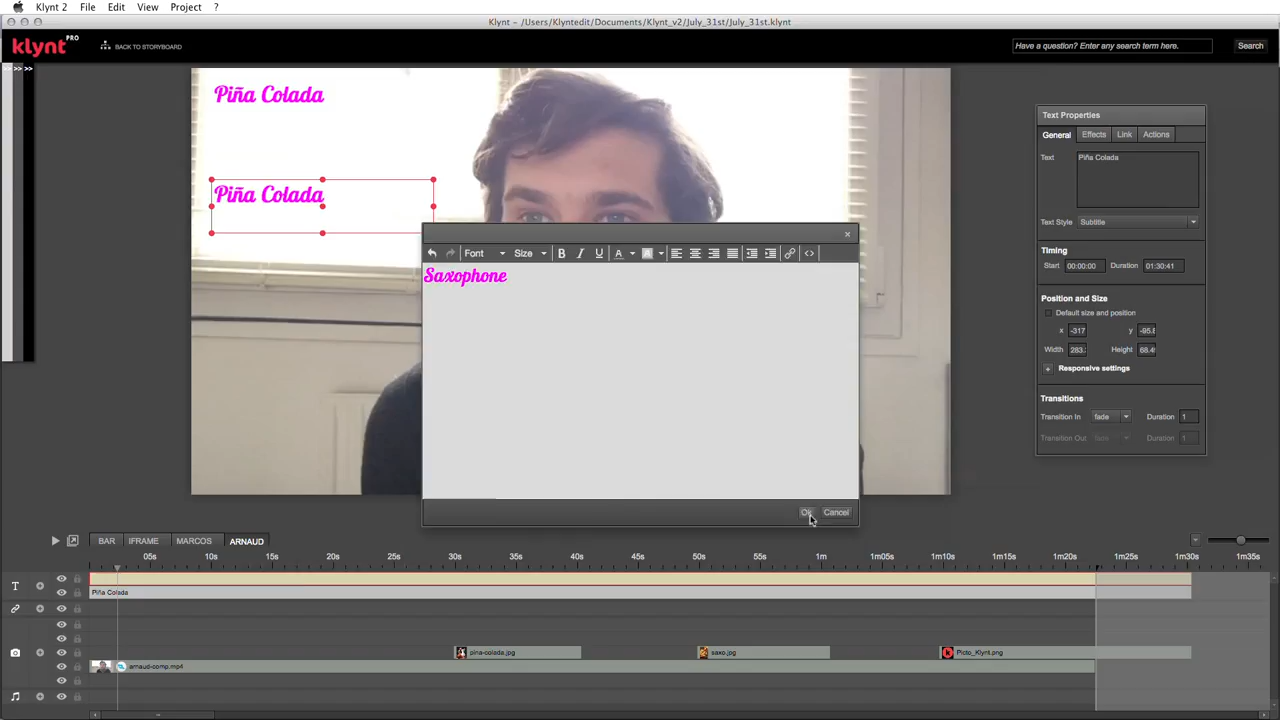 Klynt 2 File Edit View Project ?
Klynt – /Users/Klyntedit/Documents/Klynt_v2/July_31st/July_31st.klynt
klynt PRO
BACK TO STORYBOARD
Have a question? Enter any search term here.
Search
>> >> >>
Piña Colada
Piña Colada
Font Size B I U A A
Saxophone
Ok Cancel
Text Properties
General Effects Link Actions
Text Piña Colada
Text Style Subtitle
Timing
Start 00:00:00 Duration 01:30:41
Position and Size
Default size and position
x -317 y
Width 283. Height
+ Responsive settings
Transitions
Transition In fade Duration 1
Transition Out fade Duration 1
BAR IFRAME MARCOS ARNAUD
05s 10s 15s 20s 25s 30s 35s 40s 45s 50s 55s 1m 1m05s 1m10s 1m15s 1m20s 1m25s 1m30s 1m35s
T
Piña Colada
pina-colada.jpg saxo.jpg Picto_Klynt.png
arnaud-comp.mp4